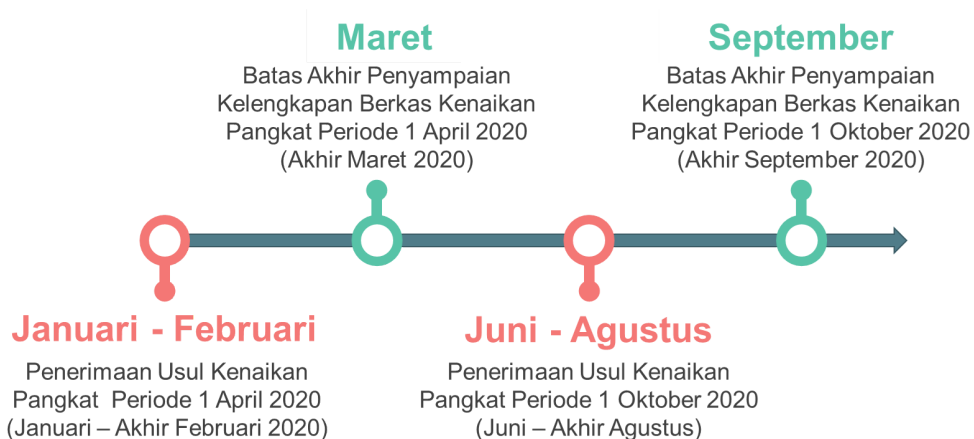 Maret
Batas Akhir Penyampaian
Kelengkapan Berkas Kenaikan
Pangkat Periode 1 April 2020
(Akhir Maret 2020)
September
Batas Akhir Penyampaian
Kelengkapan Berkas Kenaikan
Pangkat Periode 1 Oktober 2020
(Akhir September 2020)
Januari - Februari
Penerimaan Usul Kenaikan
Pangkat Periode 1 April 2020
(Januari – Akhir Februari 2020)
Juni - Agustus
Penerimaan Usul Kenaikan
Pangkat Periode 1 Oktober 2020
(Juni – Akhir Agustus)